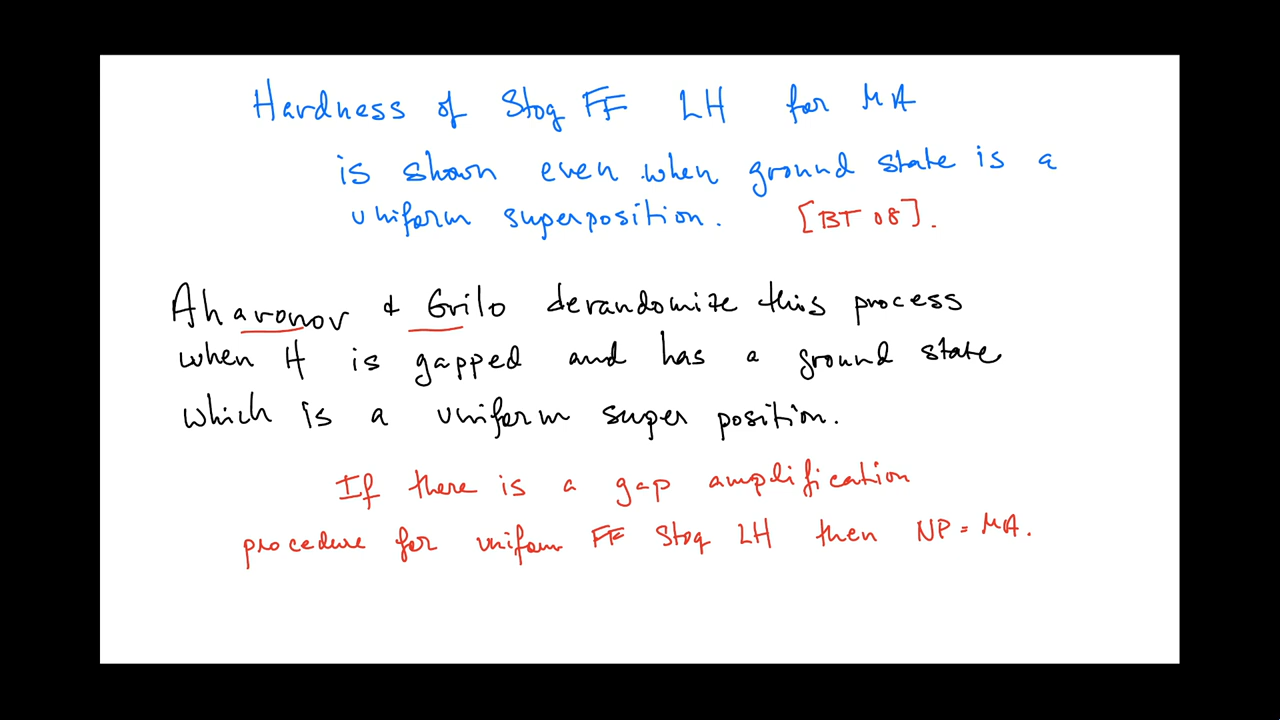 Hardness of Stoq FF LH for MA
is shown even when ground state is a
uniform superposition. [BT 08].
Aharonov & Grilo derandomize this process
when H is gapped and has a ground state
which is a uniform super position.
If there is a gap amplification
procedure for uniform FF Stoq LH then NP = MA.